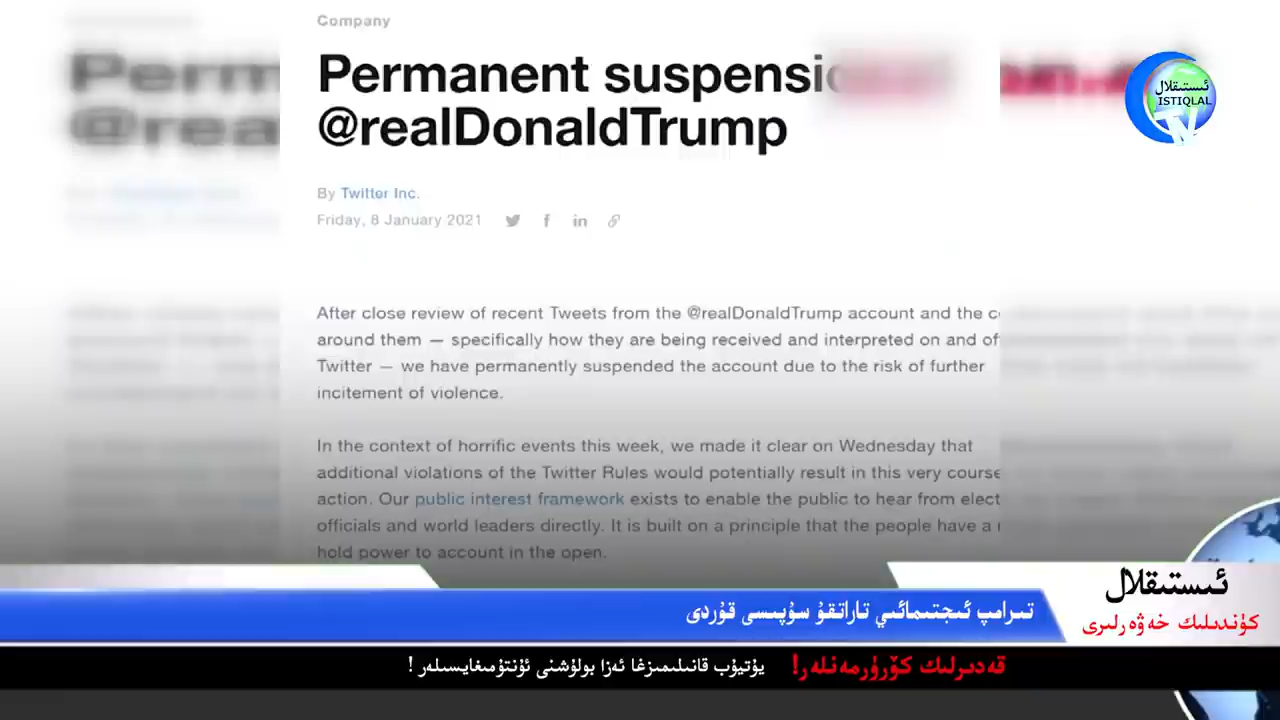 Company
Permanent suspensi
@realDonaldTrump
By Twitter Inc.
Friday, 8 January 2021
After close review of recent Tweets from the @realDonaldTrump account and the
around them — specifically how they are being received and interpreted on and of
Twitter — we have permanently suspended the account due to the risk of further
incitement of violence.
In the context of horrific events this week, we made it clear on Wednesday that
additional violations of the Twitter Rules would potentially result in this very course
action. Our public interest framework exists to enable the public to hear from elect
officials and world leaders directly. It is built on a principle that the people have a
hold power to account in the open.
ئىستىقلال
ISTIQLAL
TV
ئىستىقلال
كۈندىلىك خەۋەرلىرى
تىرامپ ئىجتىمائىي تاراتقۇ سۇپىسى قۇردى
قەدىرلىك كۆرۈرمەنلەر! يۇتيۇب قانىلىمىزغا ئەزا بولۇشنى ئۇنتۇمىغايسىلەر !